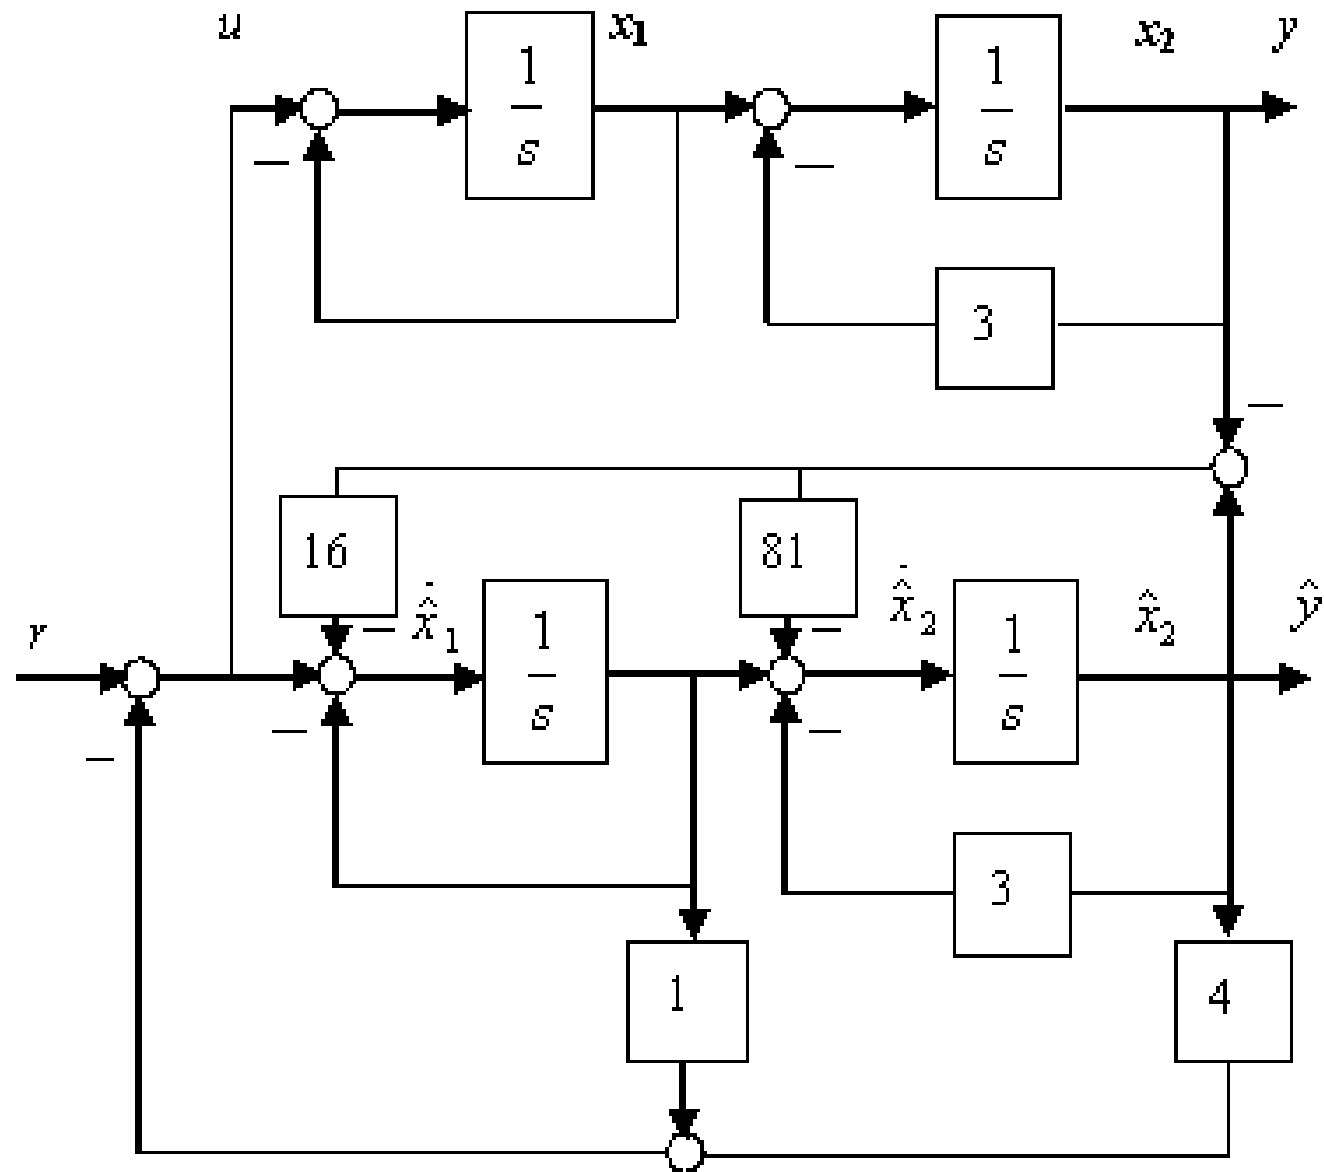 u x₁ x₂ y
1/s 1/s
− −
3
−
16 81
r − x̂̇₁ − x̂̇₂ x̂₂ ŷ
1/s 1/s
− − −
3
1 4